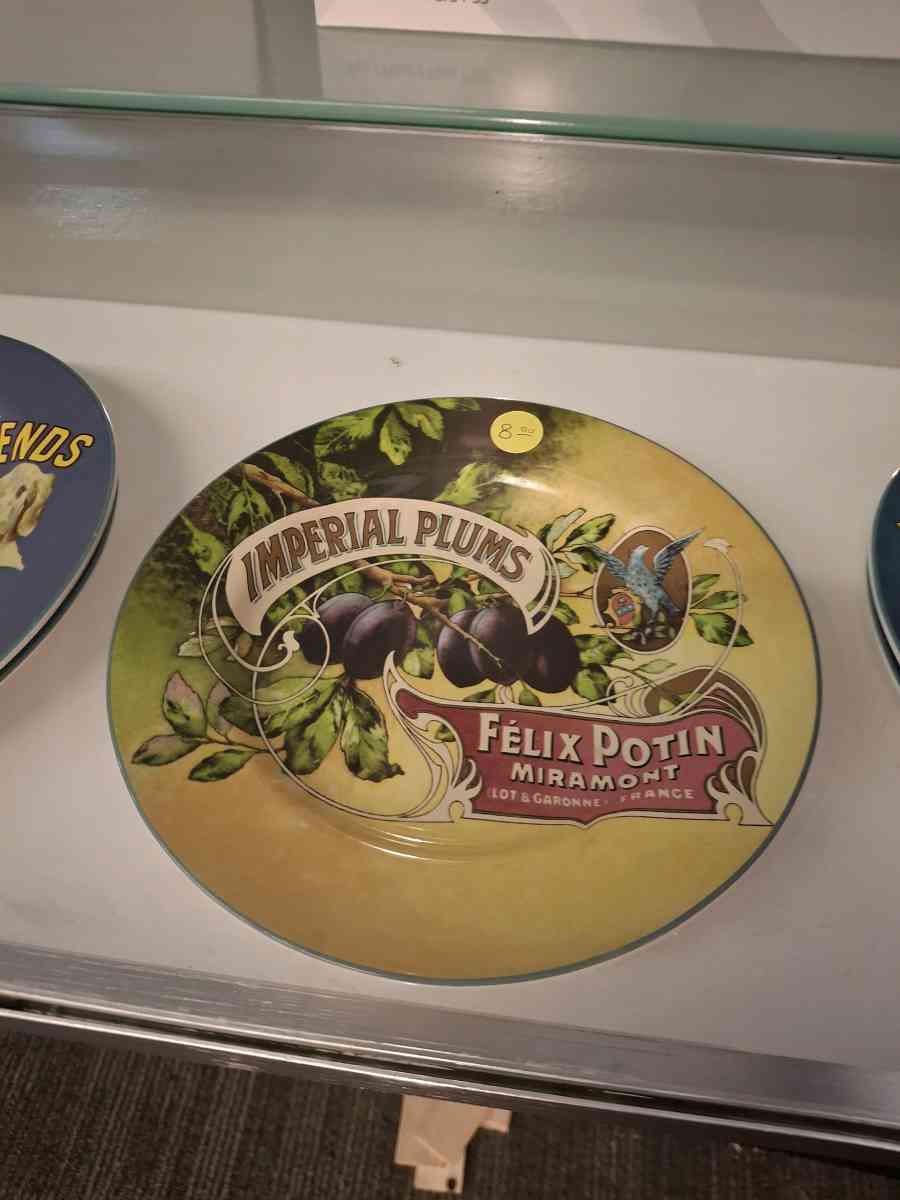 ENDS
8.00
IMPERIAL PLUMS
FÉLIX POTIN
MIRAMONT
(LOT & GARONNE) FRANCE